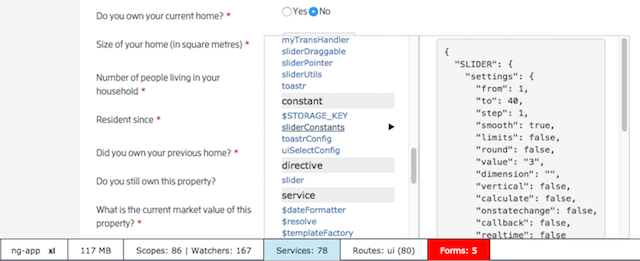 Do you own your current home? *
Yes No
Size of your home (in square metres) *
Number of people living in your
household *
Resident since *
Did you own your previous home? *
Do you still own this property?
What is the current market value of this
property? *
myTransHandler
sliderDraggable
sliderPointer
sliderUtils
toastr
constant
$STORAGE_KEY
sliderConstants
toastrConfig
uiSelectConfig
directive
slider
service
$dateFormatter
$resolve
$templateFactory
{
"SLIDER": {
"settings": {
"from": 1,
"to": 40,
"step": 1,
"smooth": true,
"limits": false,
"round": false,
"value": "3",
"dimension": "",
"vertical": false,
"calculate": false,
"onstatechange": false,
"callback": false,
"realtime": false
ng-app xl
117 MB
Scopes: 86 | Watchers: 167
Services: 78
Routes: ui (80)
Forms: 5